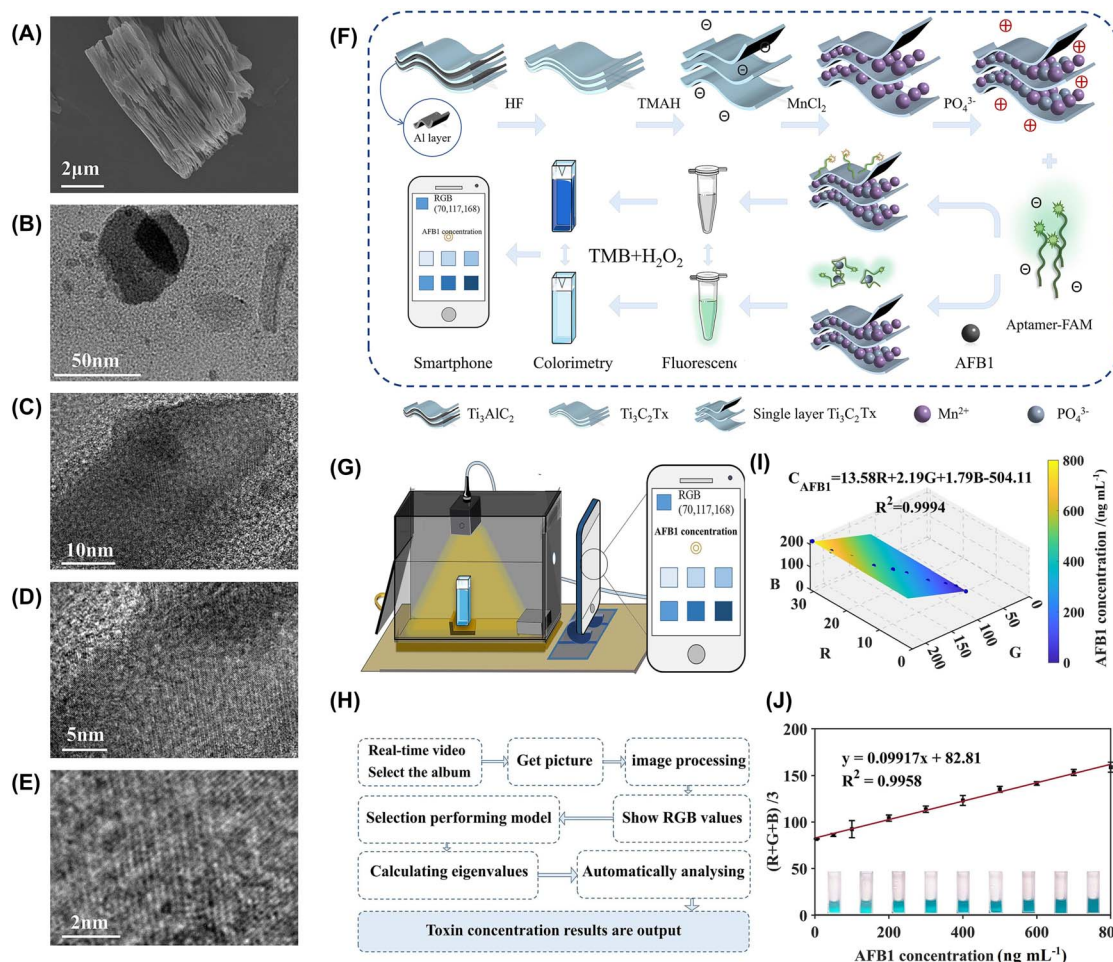 (A)
2μm
(B)
50nm
(C)
10nm
(D)
5nm
(E)
2nm
(F)
HF
TMAH
MnCl2
PO4 3-
Al layer
RGB
(70,117,168)
AFB1 concentration
TMB+H2O2
Smartphone
Colorimetry
Fluorescenc
AFB1
Aptamer-FAM
Ti3AlC2
Ti3C2Tx
Single layer Ti3C2Tx
Mn2+
PO4 3-
(G)
RGB
(70,117,168)
AFB1 concentration
(H)
Real-time video
Select the album
Get picture
image processing
Selection performing model
Show RGB values
Calculating eigenvalues
Automatically analysing
Toxin concentration results are output
(I)
CAFB1=13.58R+2.19G+1.79B-504.11
R2=0.9994
200
100
0
B
30
20
10
0
R
200
150
100
50
0
G
800
600
400
200
0
AFB1 concentration /(ng mL-1)
(J)
y = 0.09917x + 82.81
R2 = 0.9958
200
150
100
50
0
(R+G+B) /3
0
200
400
600
80
AFB1 concentration (ng mL-1)